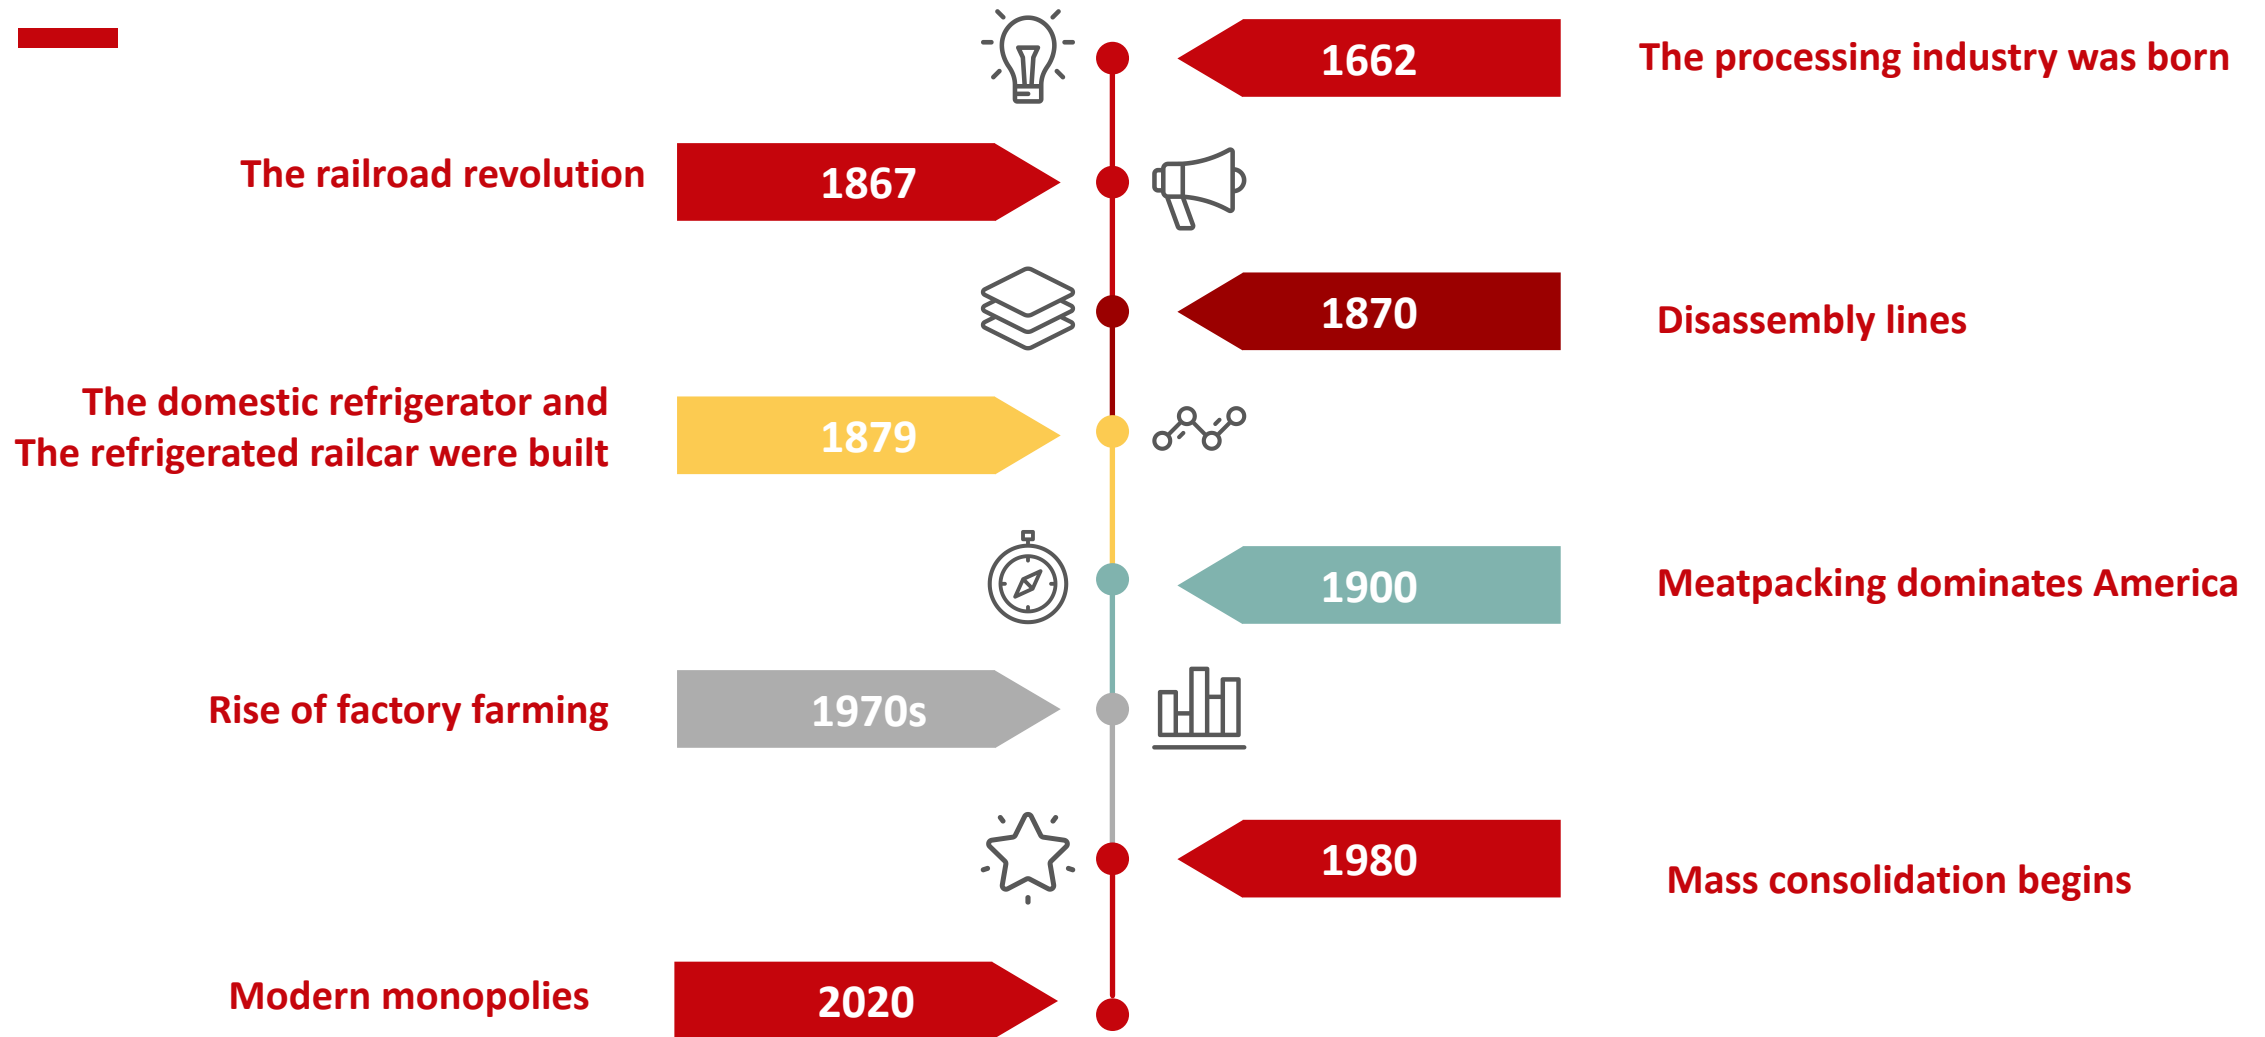 1662
The processing industry was born
The railroad revolution
1867
1870
Disassembly lines
The domestic refrigerator and
The refrigerated railcar were built
1879
1900
Meatpacking dominates America
Rise of factory farming
1970s
1980
Mass consolidation begins
Modern monopolies
2020